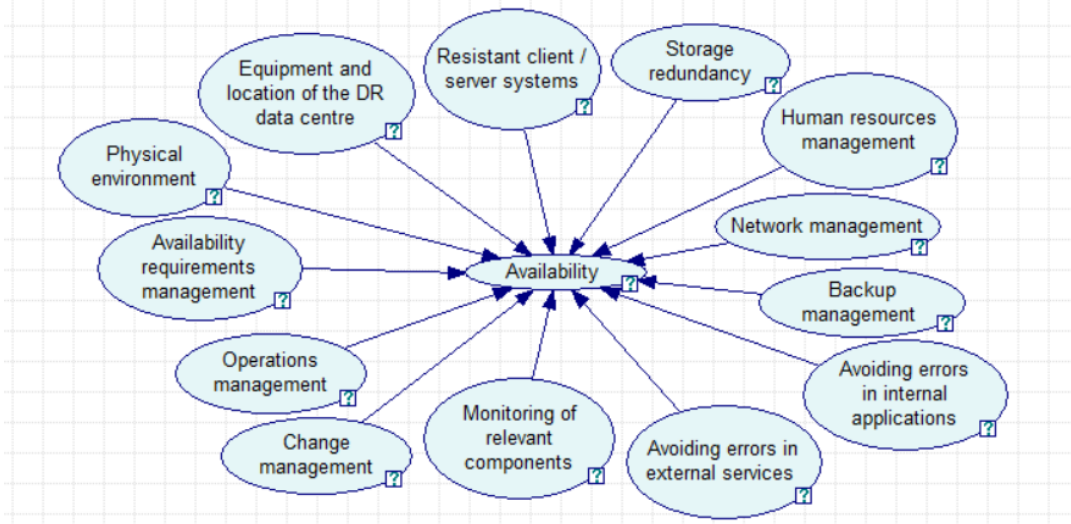 Resistant client /
server systems
?
Storage
redundancy
?
Equipment and
location of the DR
data centre
?
Human resources
management
?
Physical
environment
?
Network management
?
Availability
requirements
management
?
Availability
?
Backup
management
?
Operations
management
?
Avoiding errors
in internal
applications
?
Monitoring of
relevant
components
?
Change
management
?
Avoiding errors in
external services
?